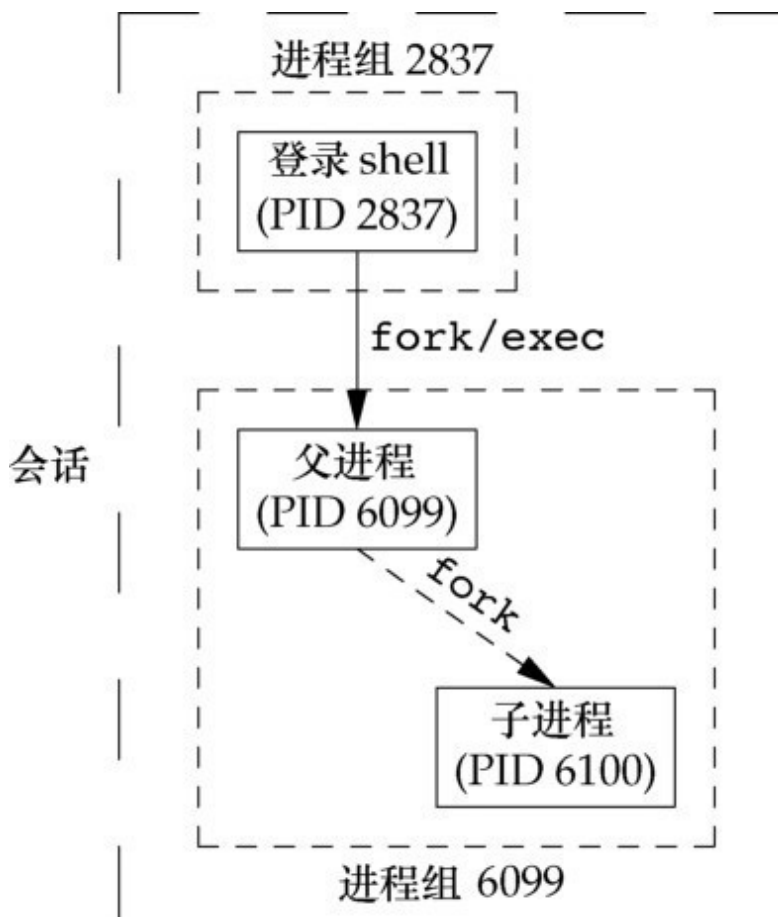 进程组 2837
登录 shell
(PID 2837)
fork/exec
会话
父进程
(PID 6099)
fork
子进程
(PID 6100)
进程组 6099